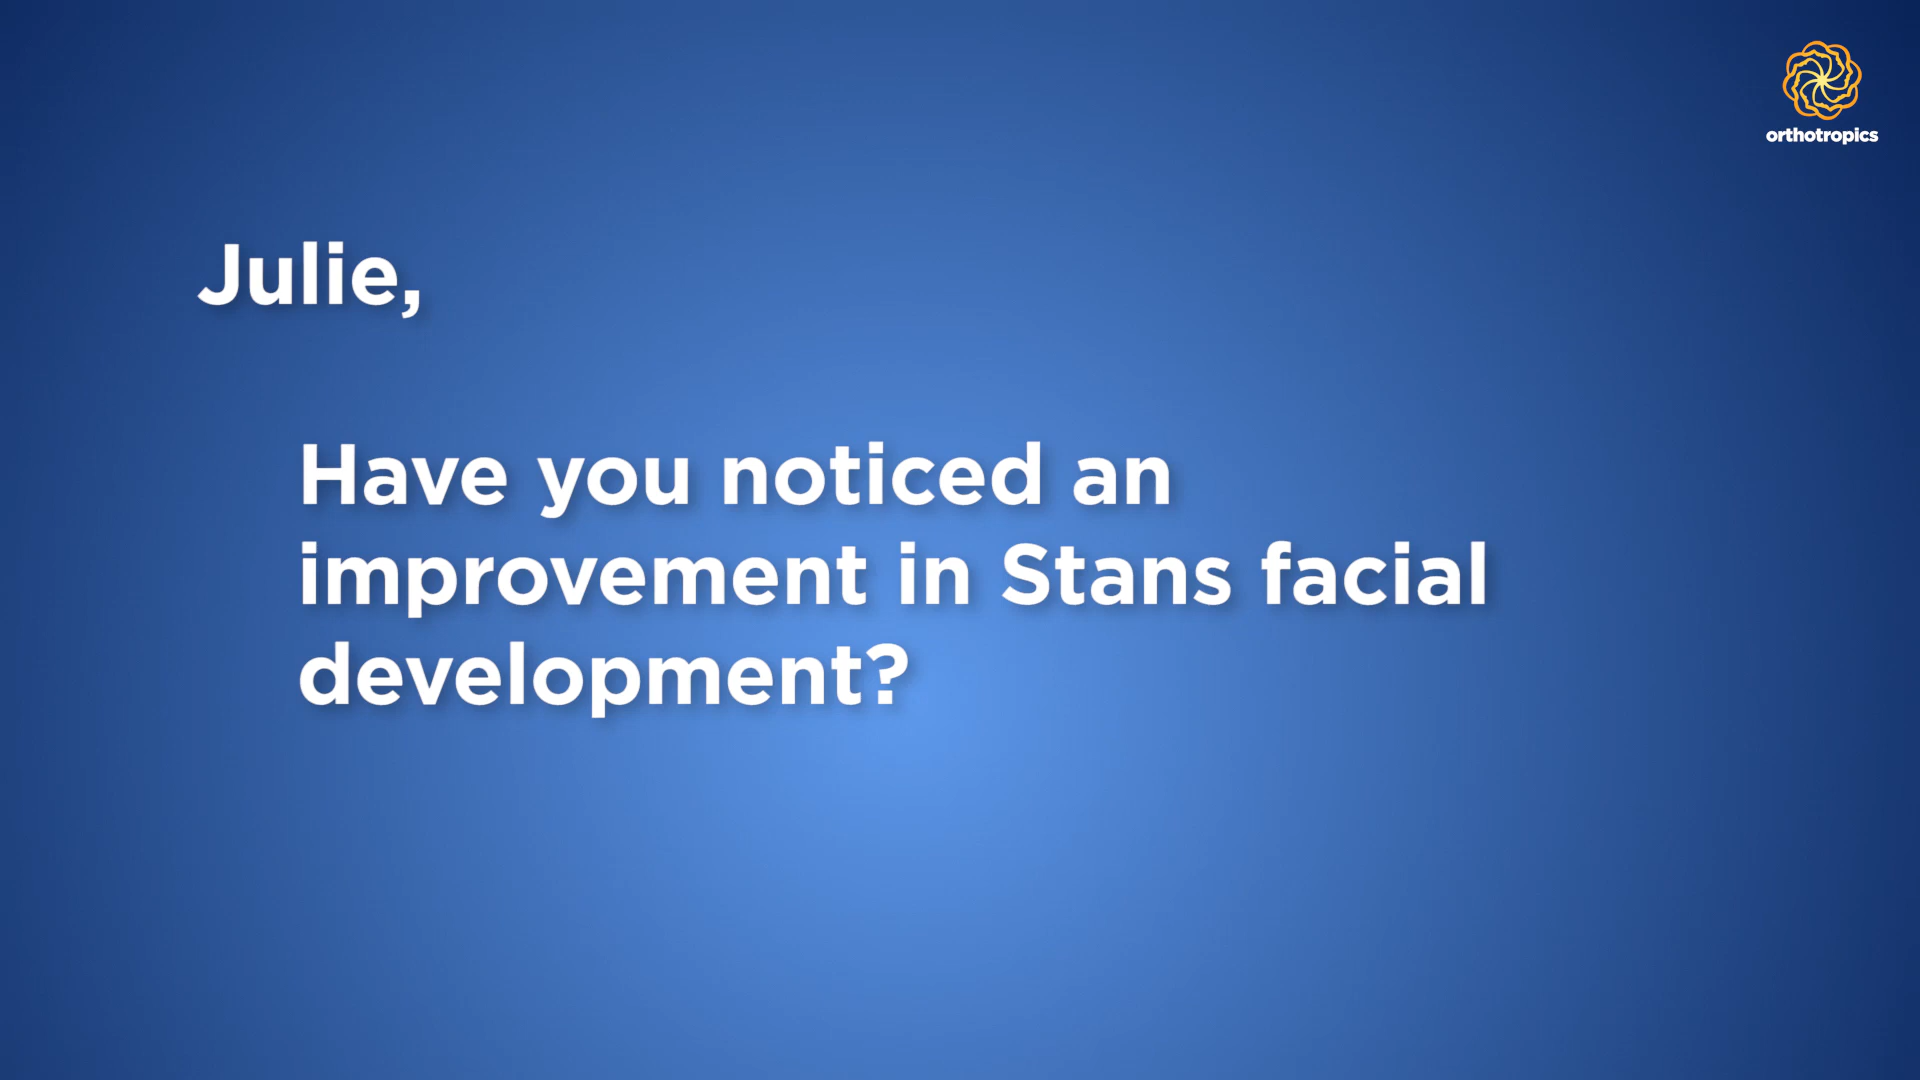 orthotropics
Julie,
Have you noticed an
improvement in Stans facial
development?